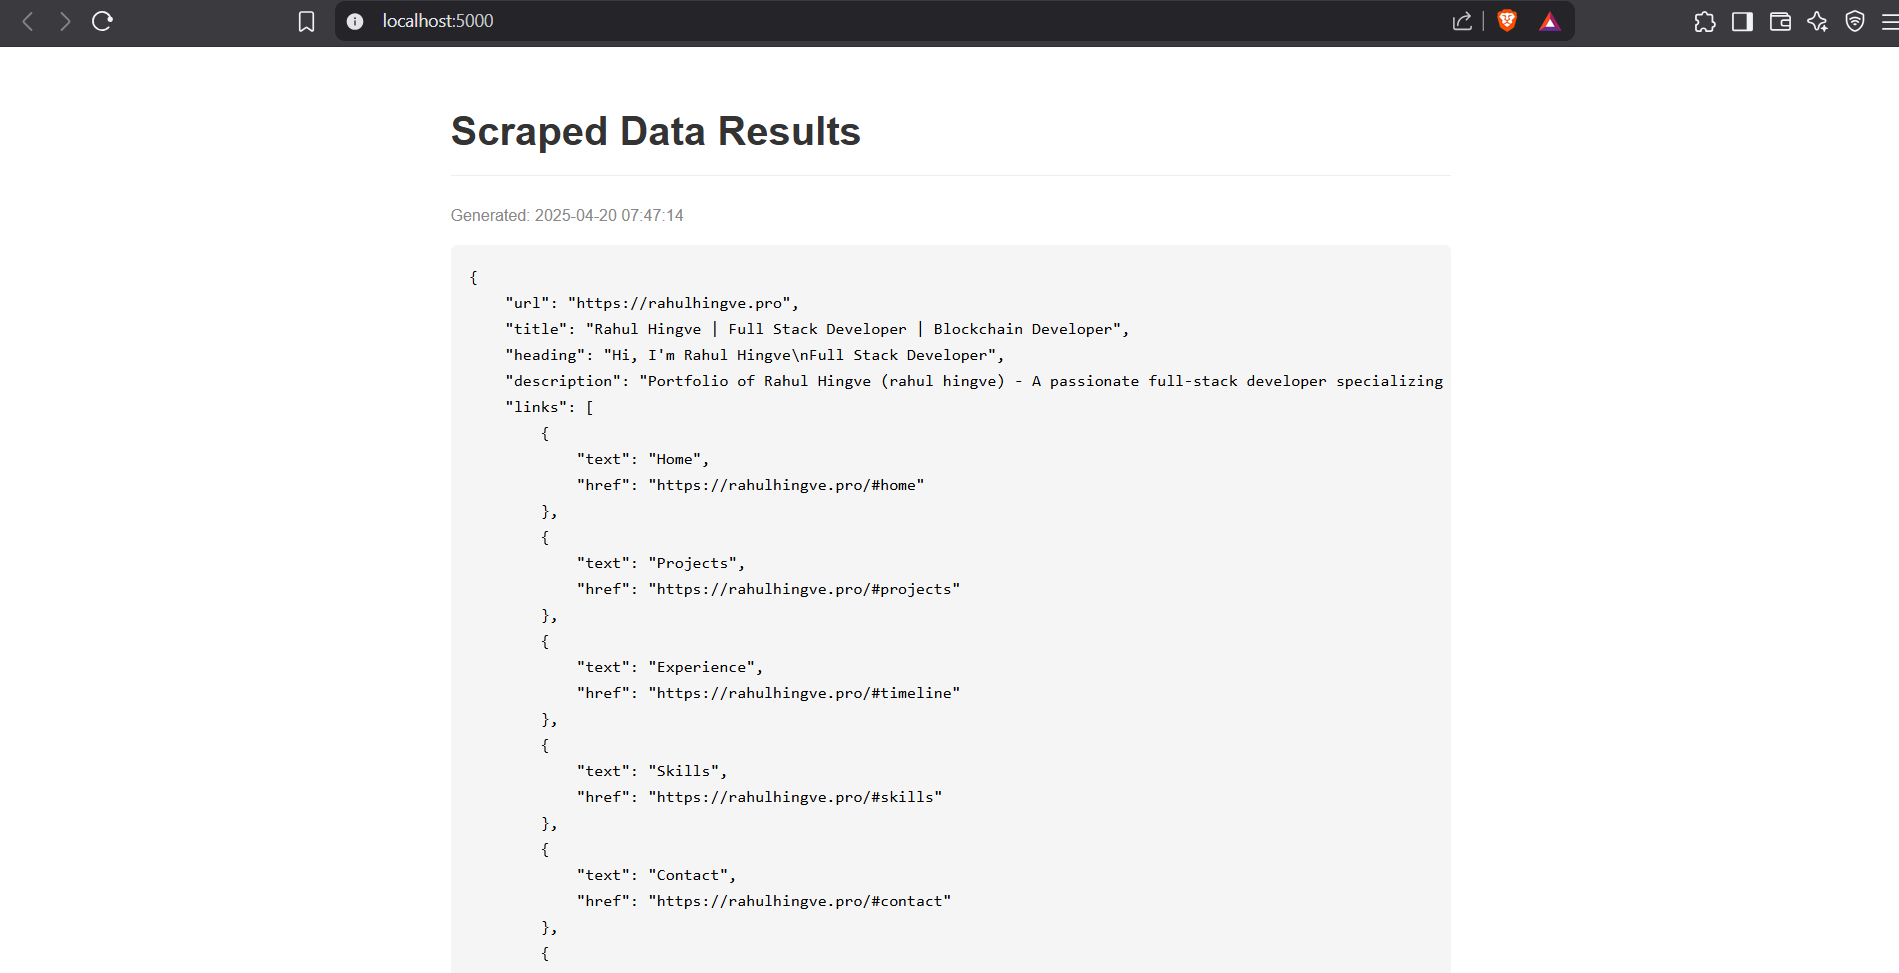 localhost:5000
Scraped Data Results
Generated: 2025-04-20 07:47:14
{
    "url": "https://rahulhingve.pro",
    "title": "Rahul Hingve | Full Stack Developer | Blockchain Developer",
    "heading": "Hi, I'm Rahul Hingve\nFull Stack Developer",
    "description": "Portfolio of Rahul Hingve (rahul hingve) - A passionate full-stack developer specializing
    "links": [
        {
            "text": "Home",
            "href": "https://rahulhingve.pro/#home"
        },
        {
            "text": "Projects",
            "href": "https://rahulhingve.pro/#projects"
        },
        {
            "text": "Experience",
            "href": "https://rahulhingve.pro/#timeline"
        },
        {
            "text": "Skills",
            "href": "https://rahulhingve.pro/#skills"
        },
        {
            "text": "Contact",
            "href": "https://rahulhingve.pro/#contact"
        },
        {